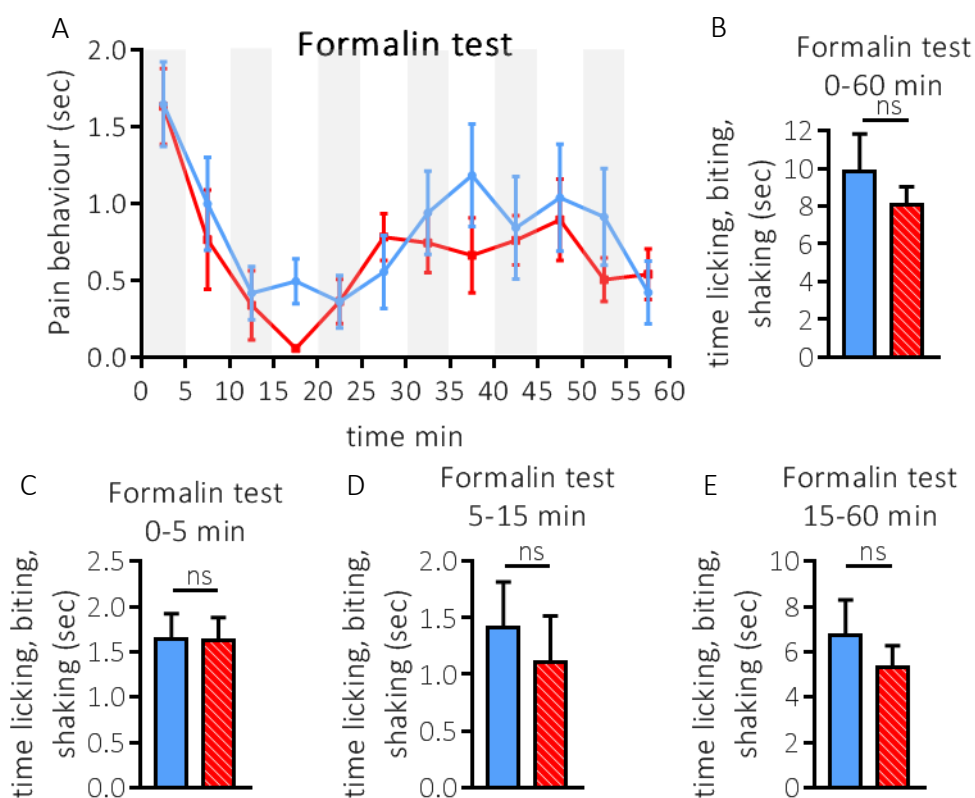 A
Formalin test
Pain behaviour (sec)
2.0
1.5
1.0
0.5
0.0
0 5 10 15 20 25 30 35 40 45 50 55 60
time min
B
Formalin test
0-60 min
ns
time licking, biting,
shaking (sec)
12
10
8
6
4
2
0
C
Formalin test
0-5 min
ns
time licking, biting,
shaking (sec)
2.5
2.0
1.5
1.0
0.5
0.0
D
Formalin test
5-15 min
ns
time licking, biting,
shaking (sec)
2.0
1.5
1.0
0.5
0.0
E
Formalin test
15-60 min
ns
time licking, biting,
shaking (sec)
10
8
6
4
2
0